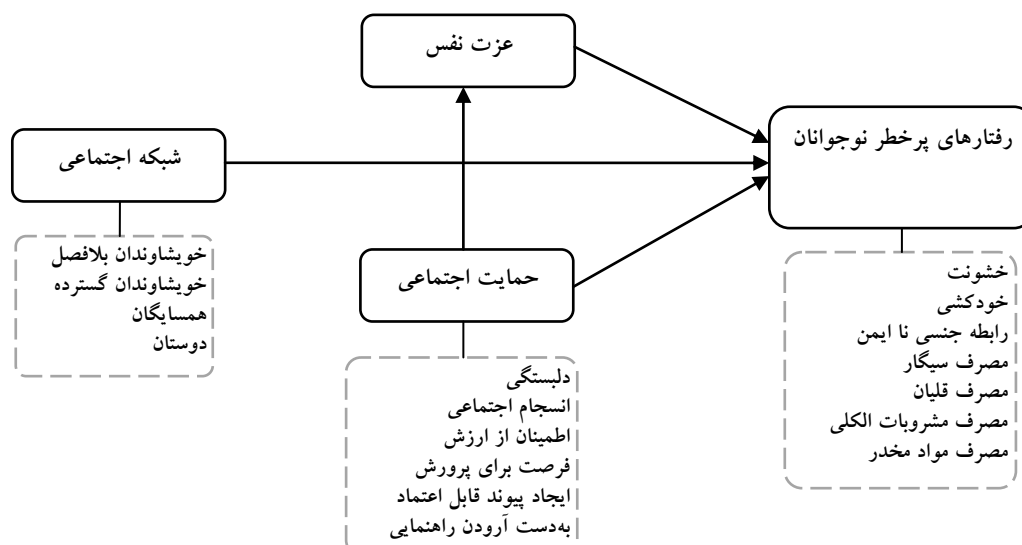 عزت نفس
رفتارهای پرخطر نوجوانان
شبکه اجتماعی
خویشاوندان بلافصل
خویشاوندان گسترده
همسایگان
دوستان
حمایت اجتماعی
دلبستگی
انسجام اجتماعی
اطمینان از ارزش
فرصت برای پرورش
ایجاد پیوند قابل اعتماد
به‌دست آرودن راهنمایی
خشونت
خودکشی
رابطه جنسی نا ایمن
مصرف سیگار
مصرف قلیان
مصرف مشروبات الکلی
مصرف مواد مخدر